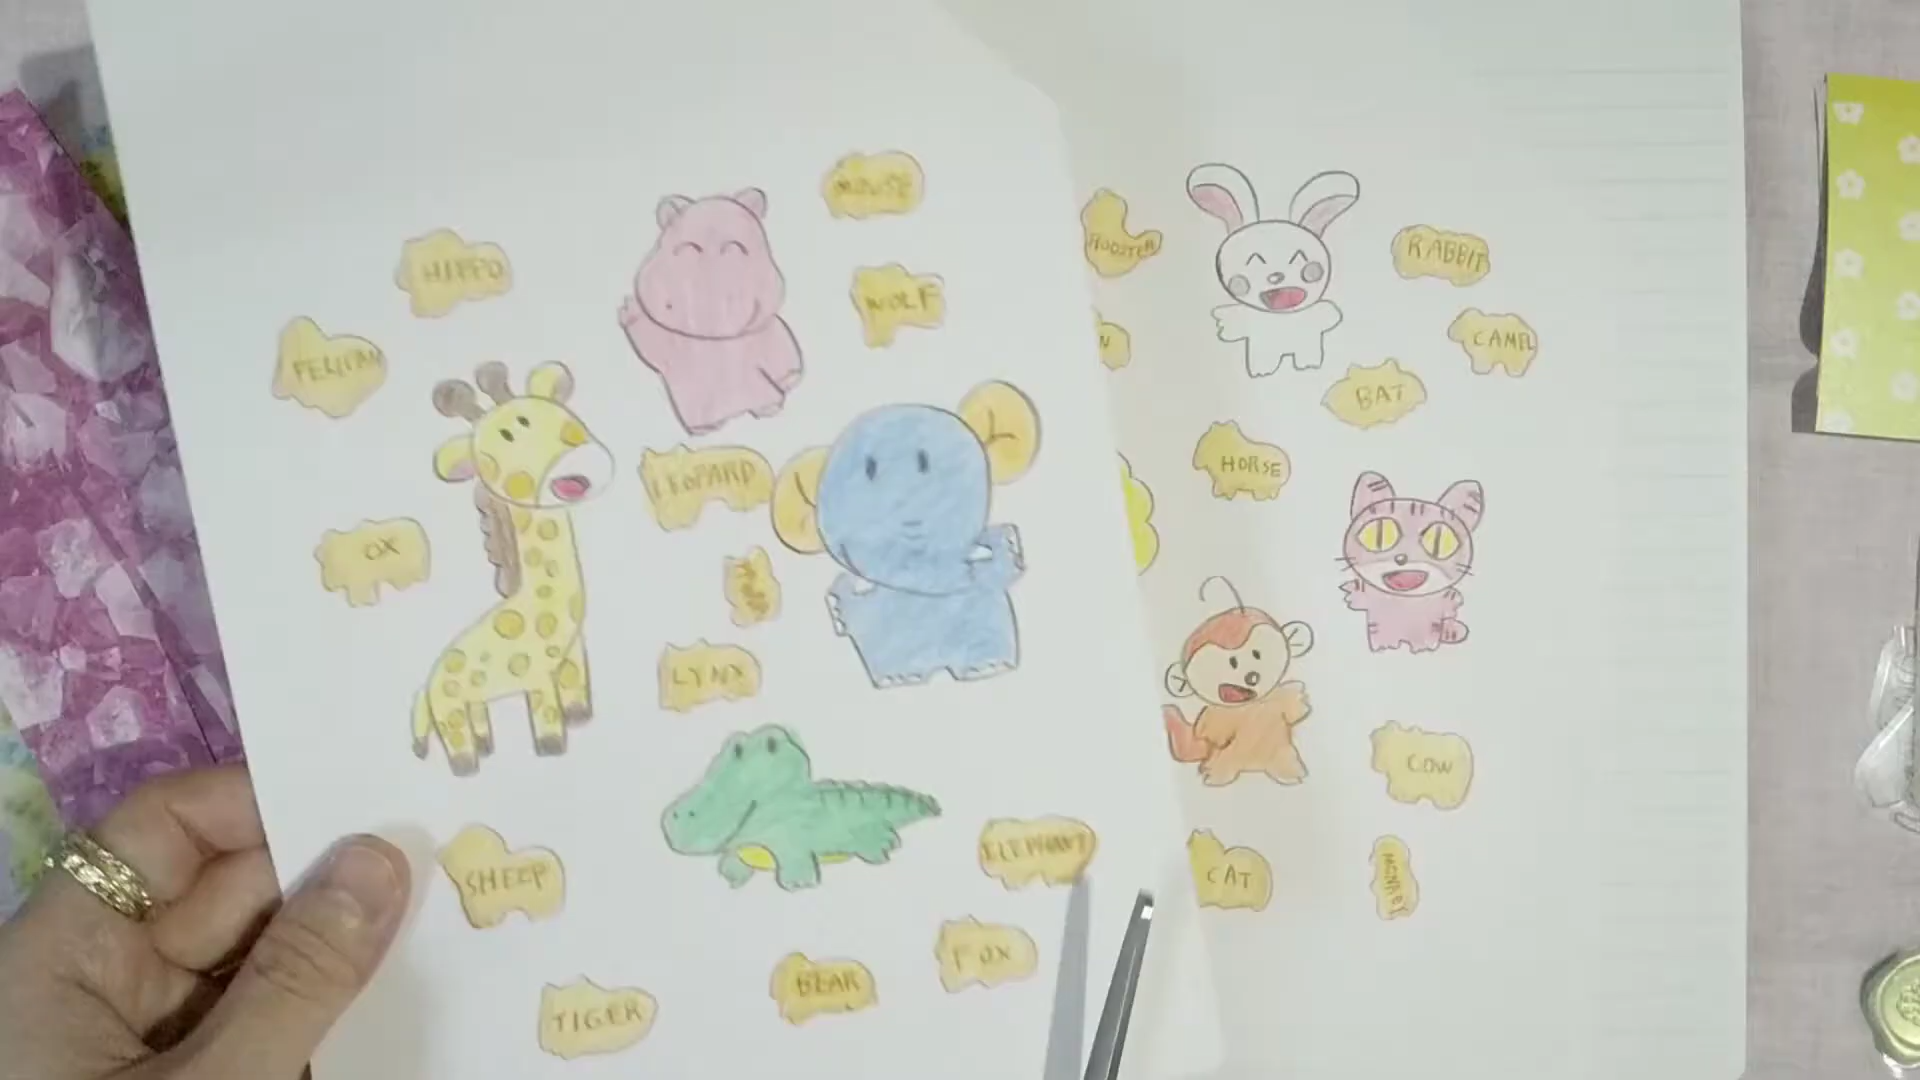 MOUSE
HIPPO
WOLF
PELICAN
LEOPARD
OX
LYNX
SHEEP
ELEPHANT
FOX
BEAR
TIGER
ROOSTER
RABBIT
CAMEL
BAT
HORSE
COW
CAT
MONKEY